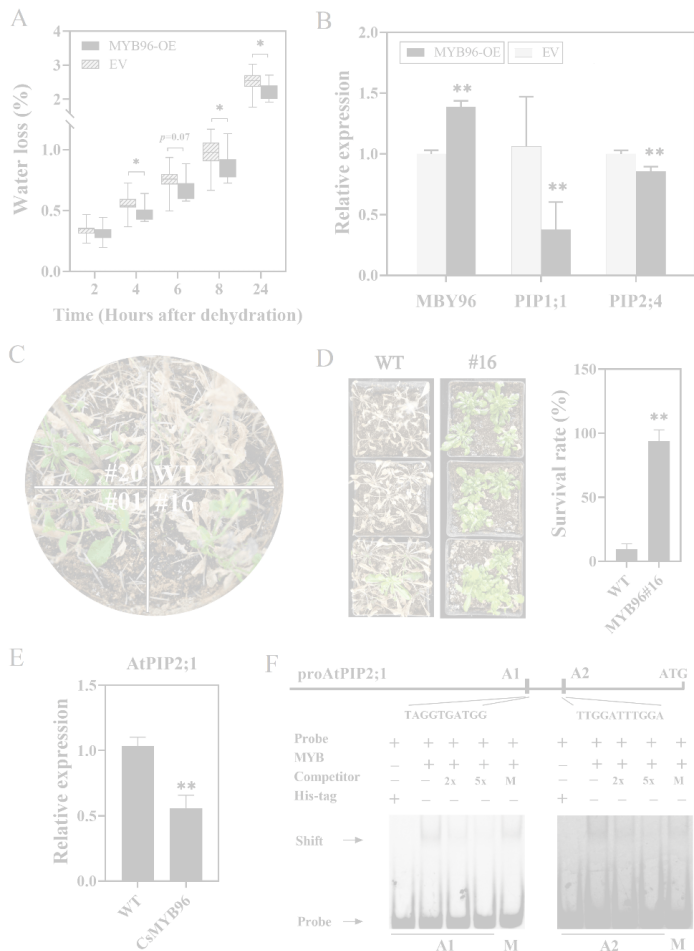 A
MYB96-OE
EV
Water loss (%)
4
3
2
1.0
0.5
0.0
*
p=0.07
*
*
2 4 6 8 24
Time (Hours after dehydration)
B
EV MYB96-OE
Relative expression
2.0
1.5
1.0
0.5
0.0
**
**
**
MBY96 PIP1;1 PIP2;4
C
#20 WT
#01 #16
D
WT #16
Survival rate (%)
150
100
50
0
**
WT
MYB96#16
E
AtPIP2;1
Relative expression
1.5
1.0
0.5
0.0
**
WT
CsMYB96
F
proAtPIP2;1 A1 A2 ATG
TAGGTGATGG TTGGATTTGGA
Probe + + + + + + + + + +
MYB − + + + + − + + + +
Competitor − − 2x 5x M − − 2x 5x M
His-tag + − − − − + − − − −
Shift
Probe
A1 M A2 M